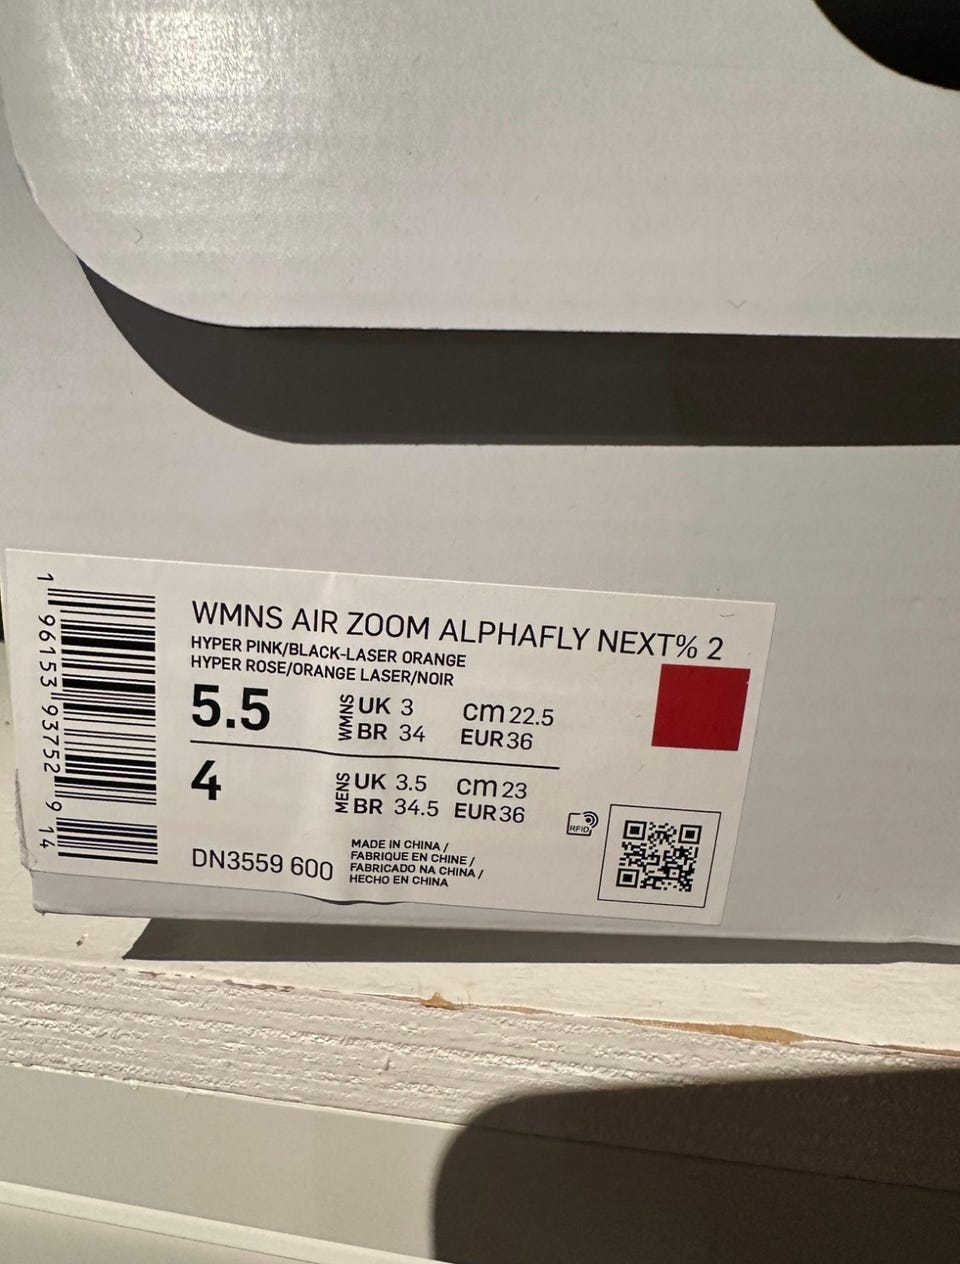 WMNS AIR ZOOM ALPHAFLY NEXT% 2
HYPER PINK/BLACK-LASER ORANGE
HYPER ROSE/ORANGE LASER/NOIR
5.5 WMNS UK 3 cm 22.5
BR 34 EUR 36
4 MENS UK 3.5 cm 23
BR 34.5 EUR 36
DN3559 600
MADE IN CHINA /
FABRIQUE EN CHINE /
FABRICADO NA CHINA /
HECHO EN CHINA
RFID
1 96153 93752 9 14